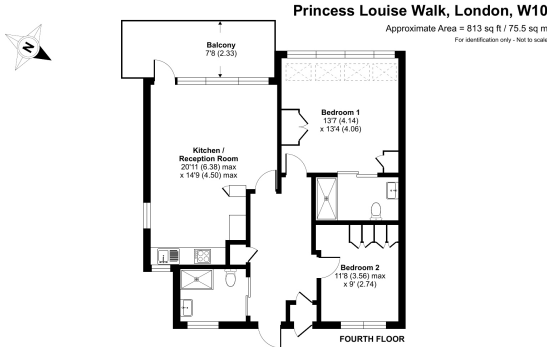 Princess Louise Walk, London, W10
Approximate Area = 813 sq ft / 75.5 sq m
For identification only - Not to scale
N
Balcony
7'8 (2.33)
Bedroom 1
13'7 (4.14)
x 13'4 (4.06)
Kitchen /
Reception Room
20'11 (6.38) max
x 14'9 (4.50) max
Bedroom 2
11'8 (3.56) max
x 9' (2.74)
FOURTH FLOOR